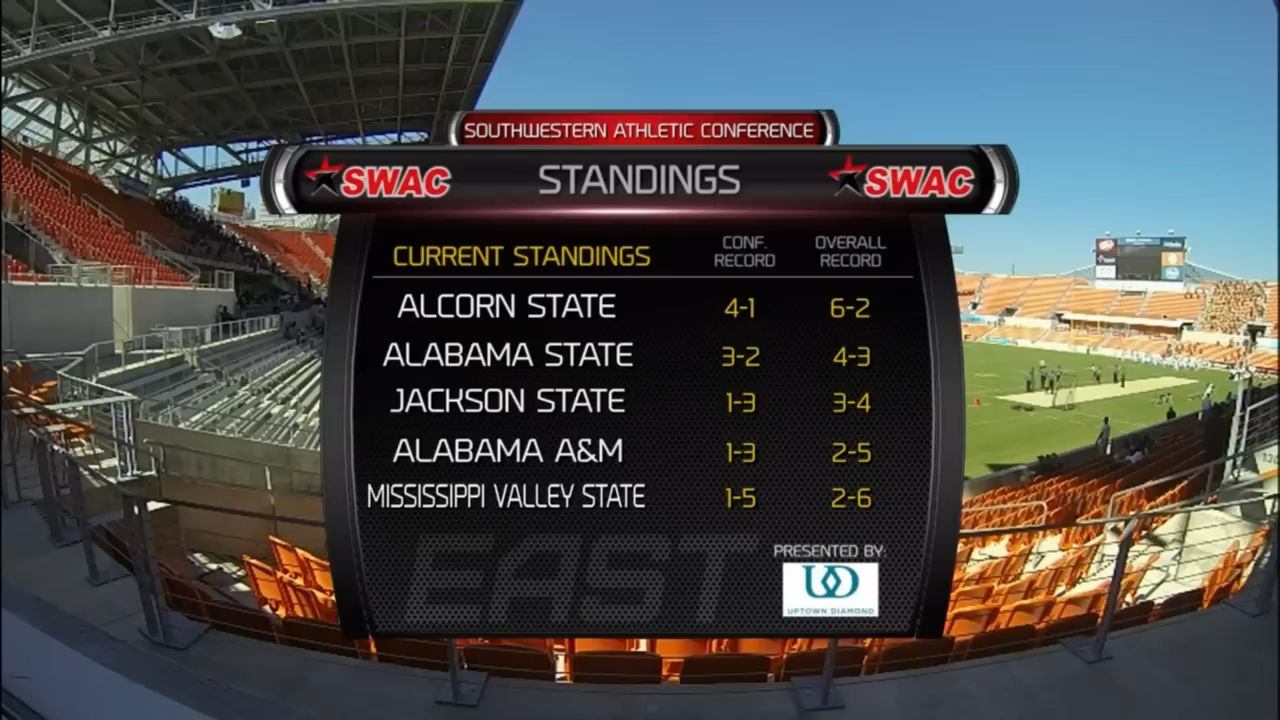 SOUTHWESTERN ATHLETIC CONFERENCE
SWAC STANDINGS SWAC
CURRENT STANDINGS CONF. RECORD OVERALL RECORD
ALCORN STATE 4-1 6-2
ALABAMA STATE 3-2 4-3
JACKSON STATE 1-3 3-4
ALABAMA A&M 1-3 2-5
MISSISSIPPI VALLEY STATE 1-5 2-6
EAST
PRESENTED BY:
UD
UPTOWN DIAMOND